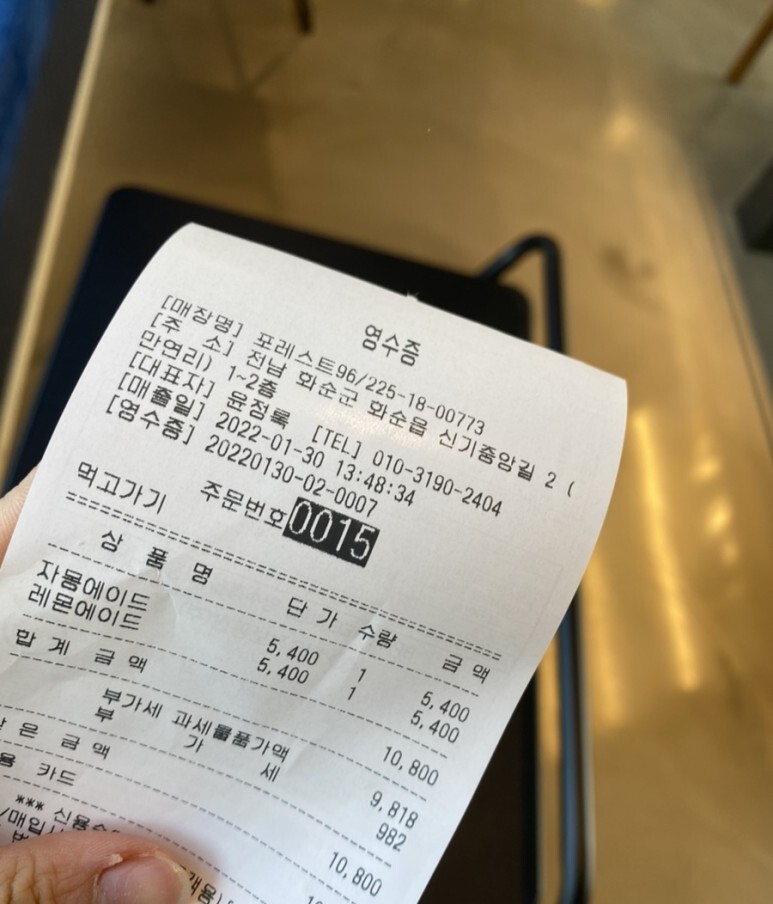 영수증
[매장명] 포레스트96/225-18-00773
[주 소] 전남 화순군 화순읍 신기중앙길 2 (
만연리) 1~2층
[대표자] 윤정록 [TEL] 010-3190-2404
[매출일] 2022-01-30 13:48:34
[영수증] 20220130-02-0007
먹고가기 주문번호 0015
상 품 명 단 가 수량 금 액
자몽에이드 5,400 1 5,400
레몬에이드 5,400 1 5,400
합 계 금 액 10,800
부가세 과세물품가액 9,818
부 가 세 982
은 금 액 10,800
용 카드
*** 신용
/매입